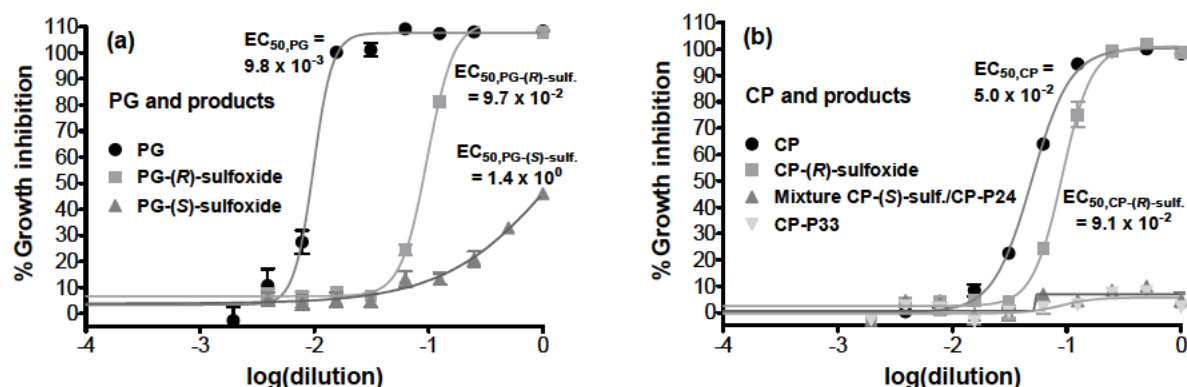 (a)
EC50,PG =
9.8 x 10-3
EC50,PG-(R)-sulf.
= 9.7 x 10-2
PG and products
PG
PG-(R)-sulfoxide
PG-(S)-sulfoxide
EC50,PG-(S)-sulf.
= 1.4 x 100
% Growth inhibition
110
100
90
80
70
60
50
40
30
20
10
0
-4
-3
-2
-1
0
log(dilution)
(b)
EC50,CP =
5.0 x 10-2
CP and products
CP
CP-(R)-sulfoxide
Mixture CP-(S)-sulf./CP-P24
CP-P33
EC50,CP-(R)-sulf.
= 9.1 x 10-2
% Growth inhibition
110
100
90
80
70
60
50
40
30
20
10
0
-4
-3
-2
-1
0
log(dilution)